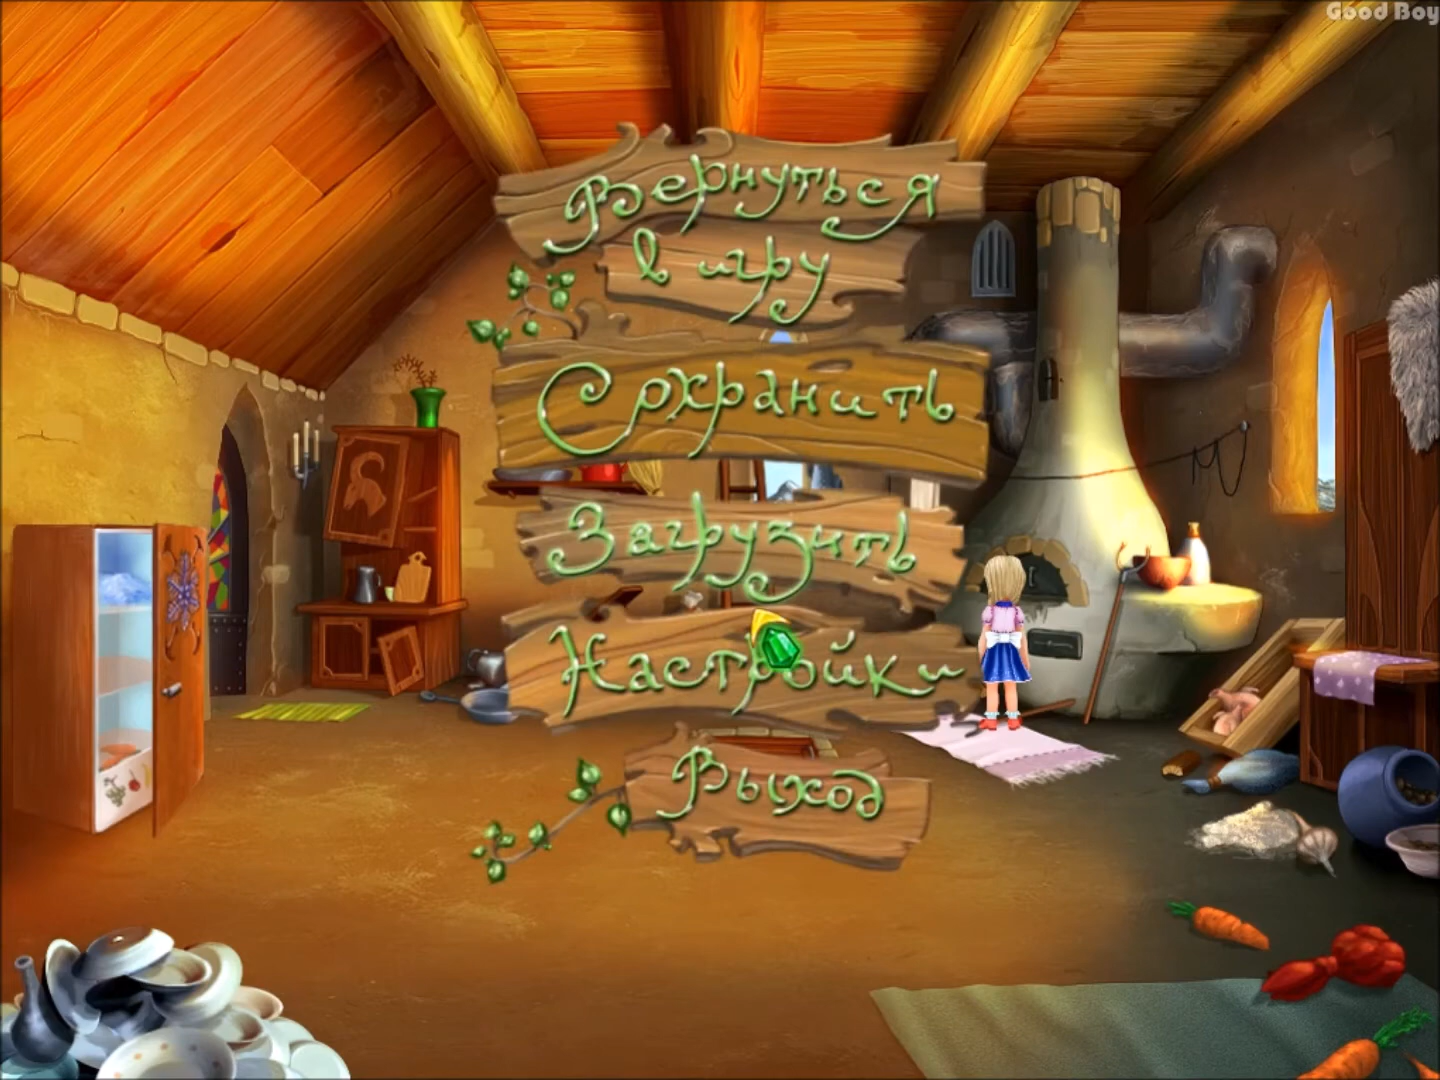 Good Boy
Вернуться
в игру
Сохранить
Загрузить
Настройки
Выход